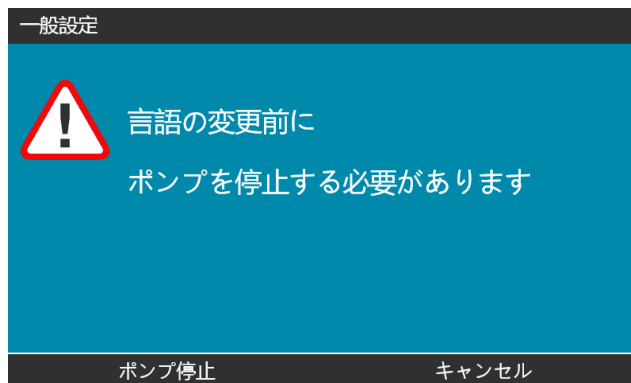 一般設定
言語の変更前に
ポンプを停止する必要があります
ポンプ停止
キャンセル